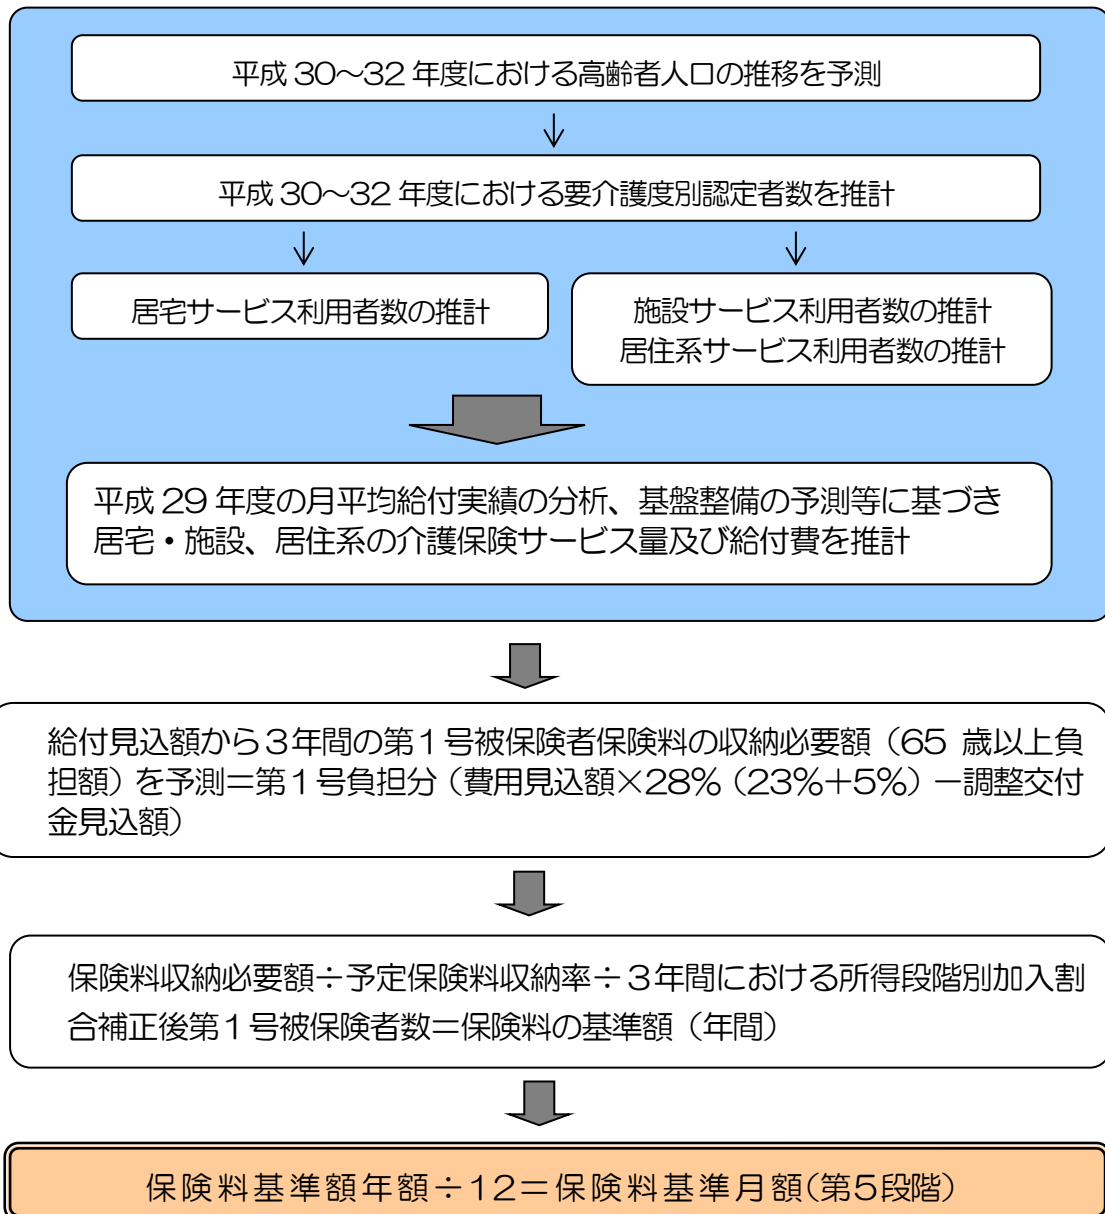 平成30～32年度における高齢者人口の推移を予測
平成30～32年度における要介護度別認定者数を推計
居宅サービス利用者数の推計
施設サービス利用者数の推計
居住系サービス利用者数の推計
平成29年度の月平均給付実績の分析、基盤整備の予測等に基づき
居宅・施設、居住系の介護保険サービス量及び給付費を推計
給付見込額から３年間の第１号被保険者保険料の収納必要額（65 歳以上負
担額）を予測＝第１号負担分（費用見込額×28％（23％＋5％）－調整交付
金見込額）
保険料収納必要額÷予定保険料収納率÷３年間における所得段階別加入割
合補正後第１号被保険者数＝保険料の基準額（年間）
保険料基準額年額÷12＝保険料基準月額(第５段階)